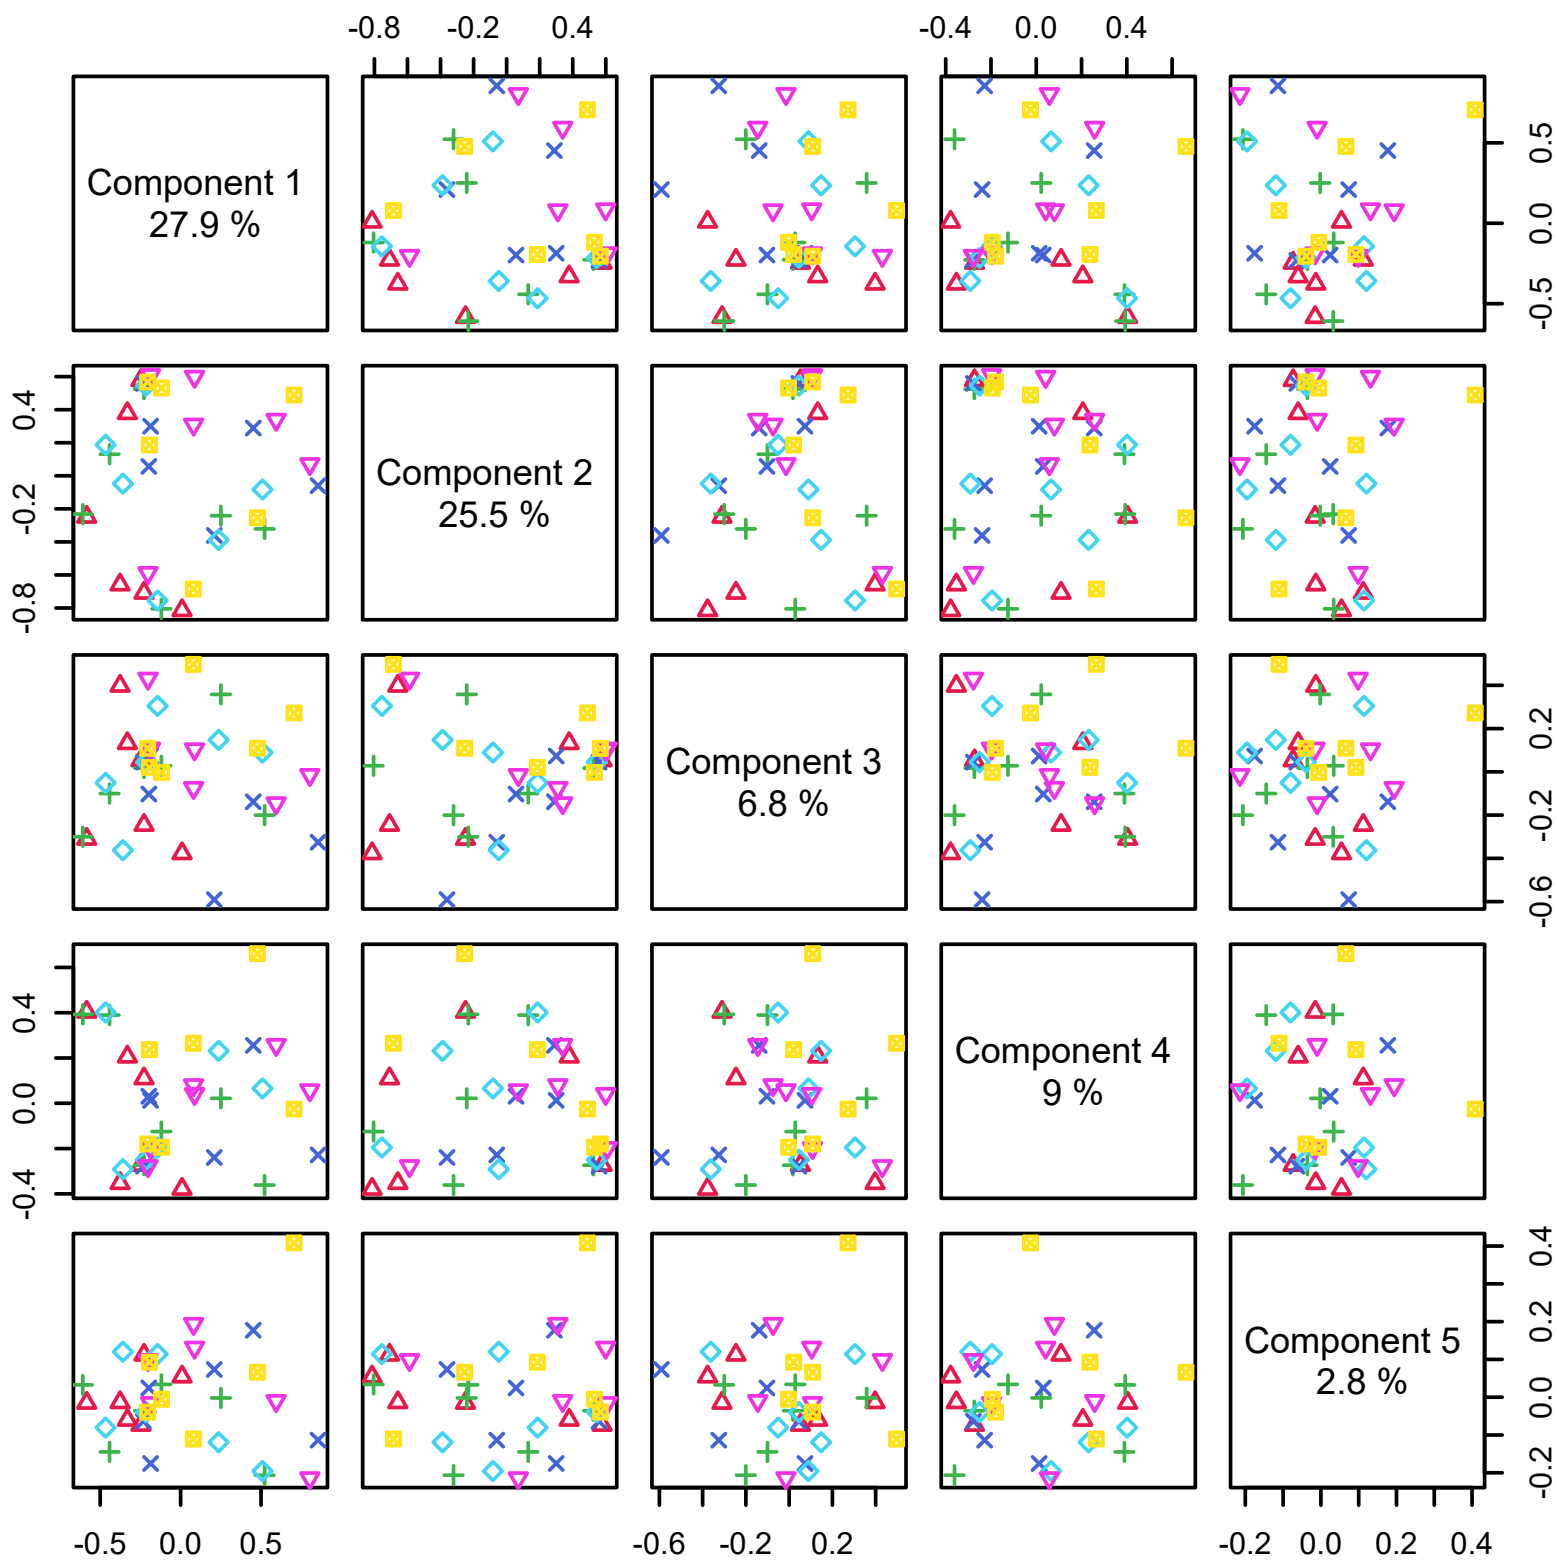 -0.8 -0.2 0.4 -0.4 0.0 0.4
Component 1
27.9 %
-0.5 0.0 0.5
-0.8 -0.2 0.4
Component 2
25.5 %
Component 3
6.8 %
-0.6 -0.2 0.2
-0.4 0.0 0.4
Component 4
9 %
Component 5
2.8 %
-0.2 0.0 0.2 0.4
-0.5 0.0 0.5 -0.6 -0.2 0.2 -0.2 0.0 0.2 0.4